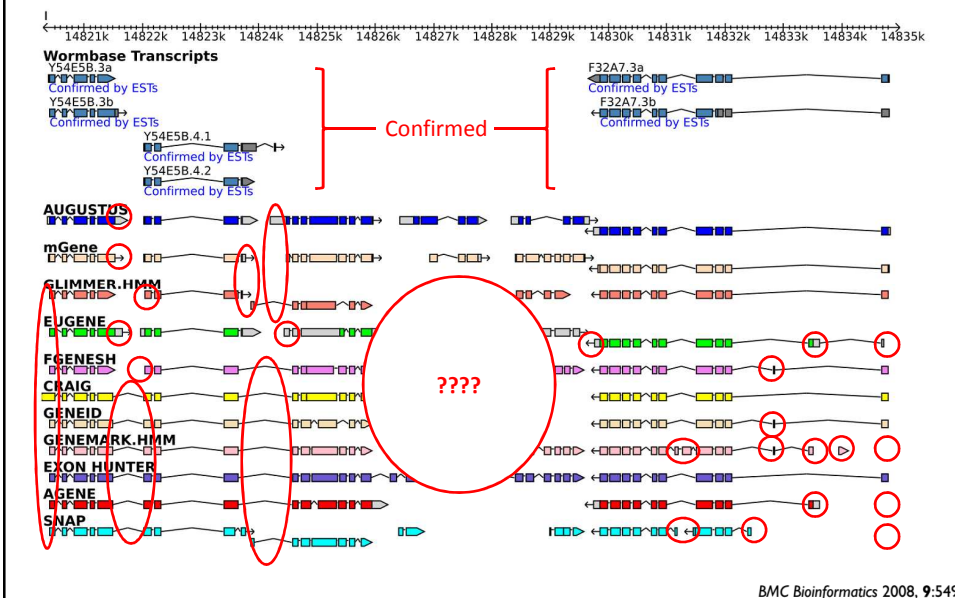 14821k 14822k 14823k 14824k 14825k 14826k 14827k 14828k 14829k 14830k 14831k 14832k 14833k 14834k 14835k
Wormbase Transcripts
Y54E5B.3a F32A7.3a
Confirmed by ESTs Confirmed by ESTs
Y54E5B.3b F32A7.3b
Confirmed by ESTs Confirmed by ESTs
Confirmed
Y54E5B.4.1
Confirmed by ESTs
Y54E5B.4.2
Confirmed by ESTs
AUGUSTUS
mGene
GLIMMER.HMM
EUGENE
FGENESH
????
CRAIG
GENEID
GENEMARK.HMM
EXON HUNTER
AGENE
SNAP
BMC Bioinformatics 2008, 9:549